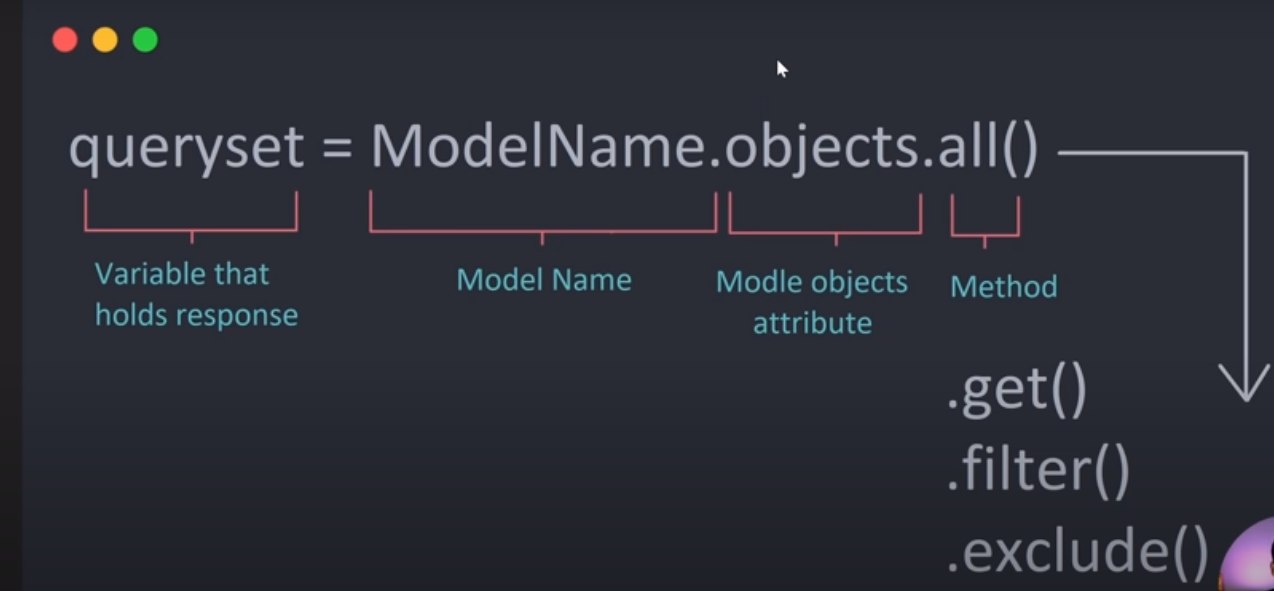 queryset = ModelName.objects.all()
Variable that
holds response
Model Name
Modle objects
attribute
Method
.get()
.filter()
.exclude()